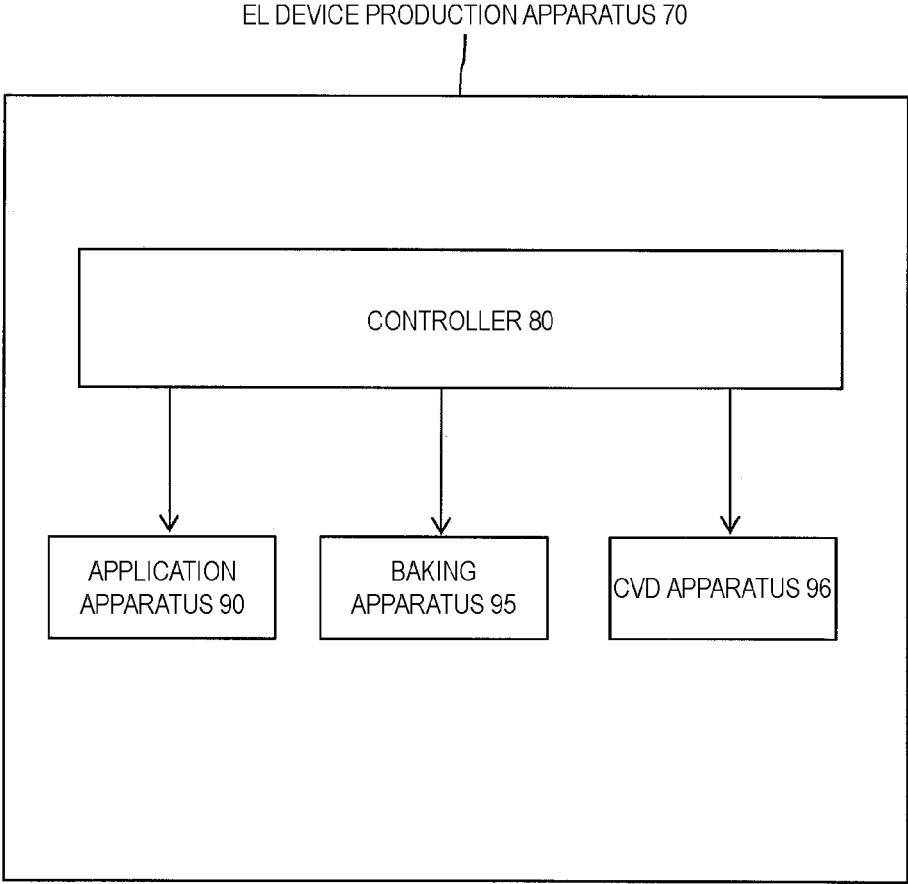 EL DEVICE PRODUCTION APPARATUS 70
CONTROLLER 80
APPLICATION
APPARATUS 90
BAKING
APPARATUS 95
CVD APPARATUS 96